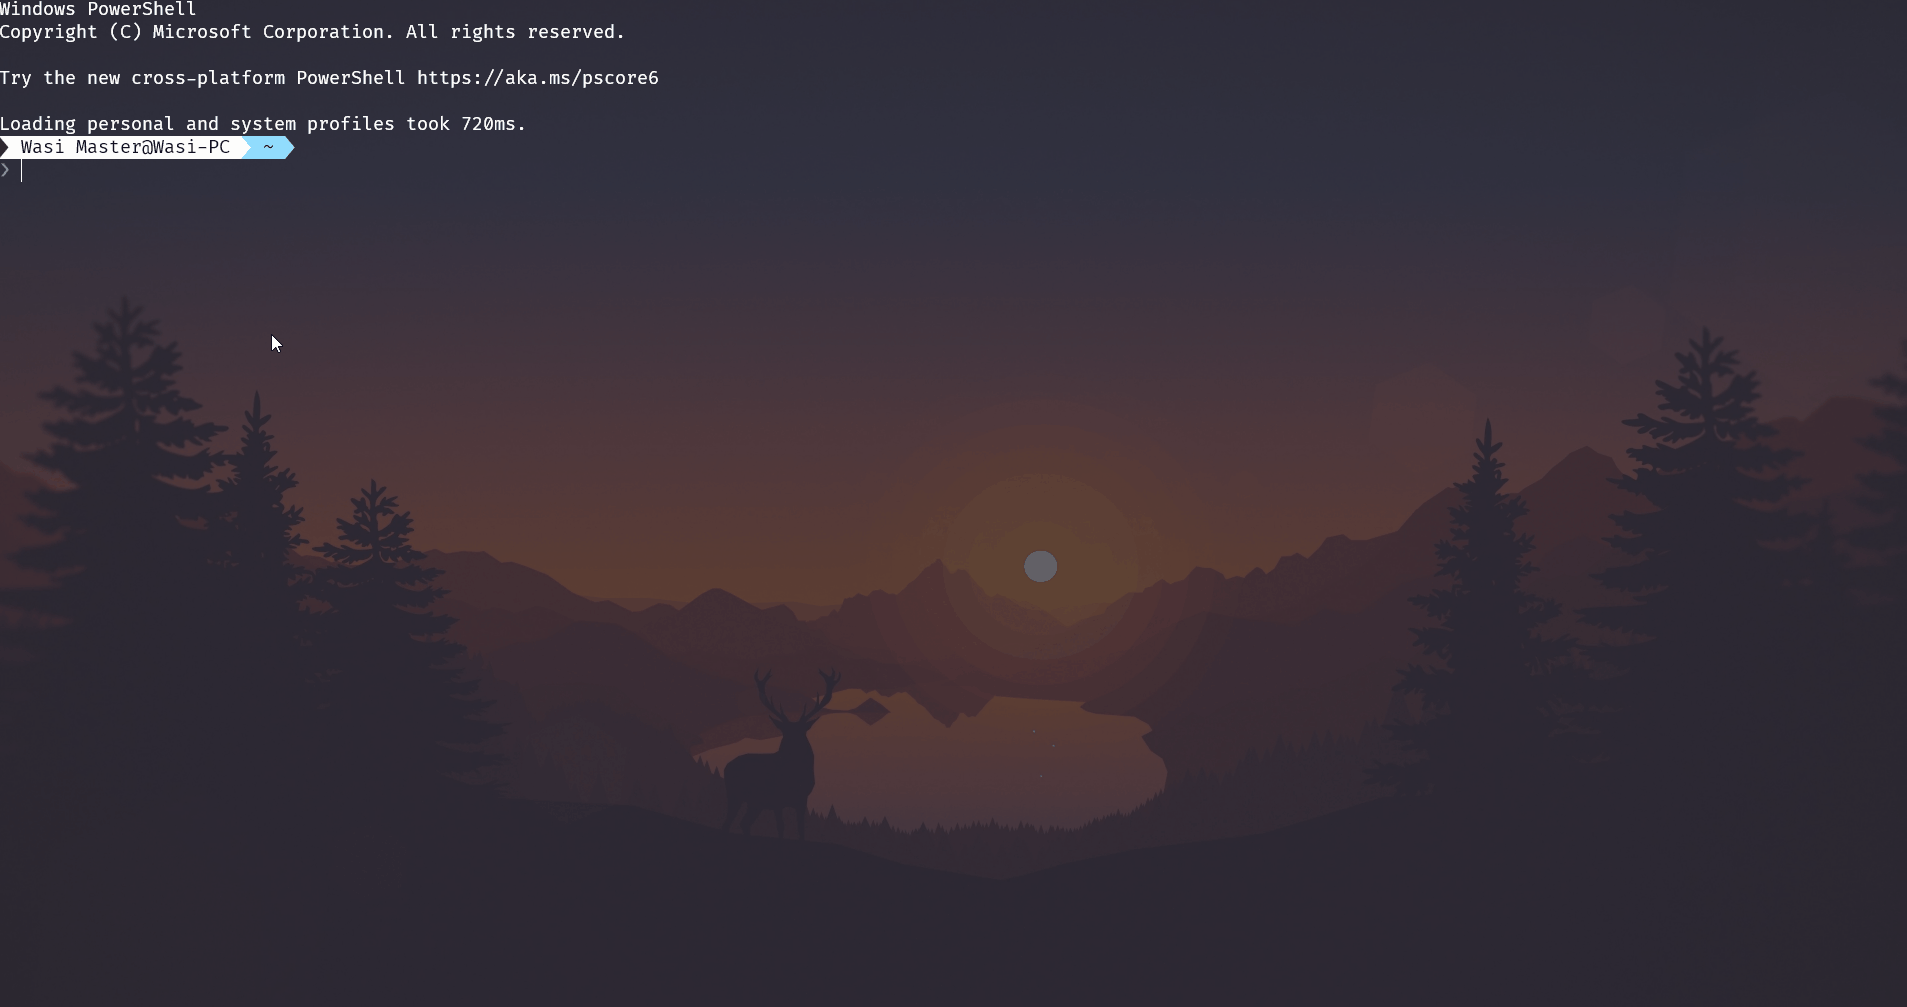 Windows PowerShell
Copyright (C) Microsoft Corporation. All rights reserved.
Try the new cross-platform PowerShell https://aka.ms/pscore6
Loading personal and system profiles took 720ms.
Wasi Master@Wasi-PC ~
❯